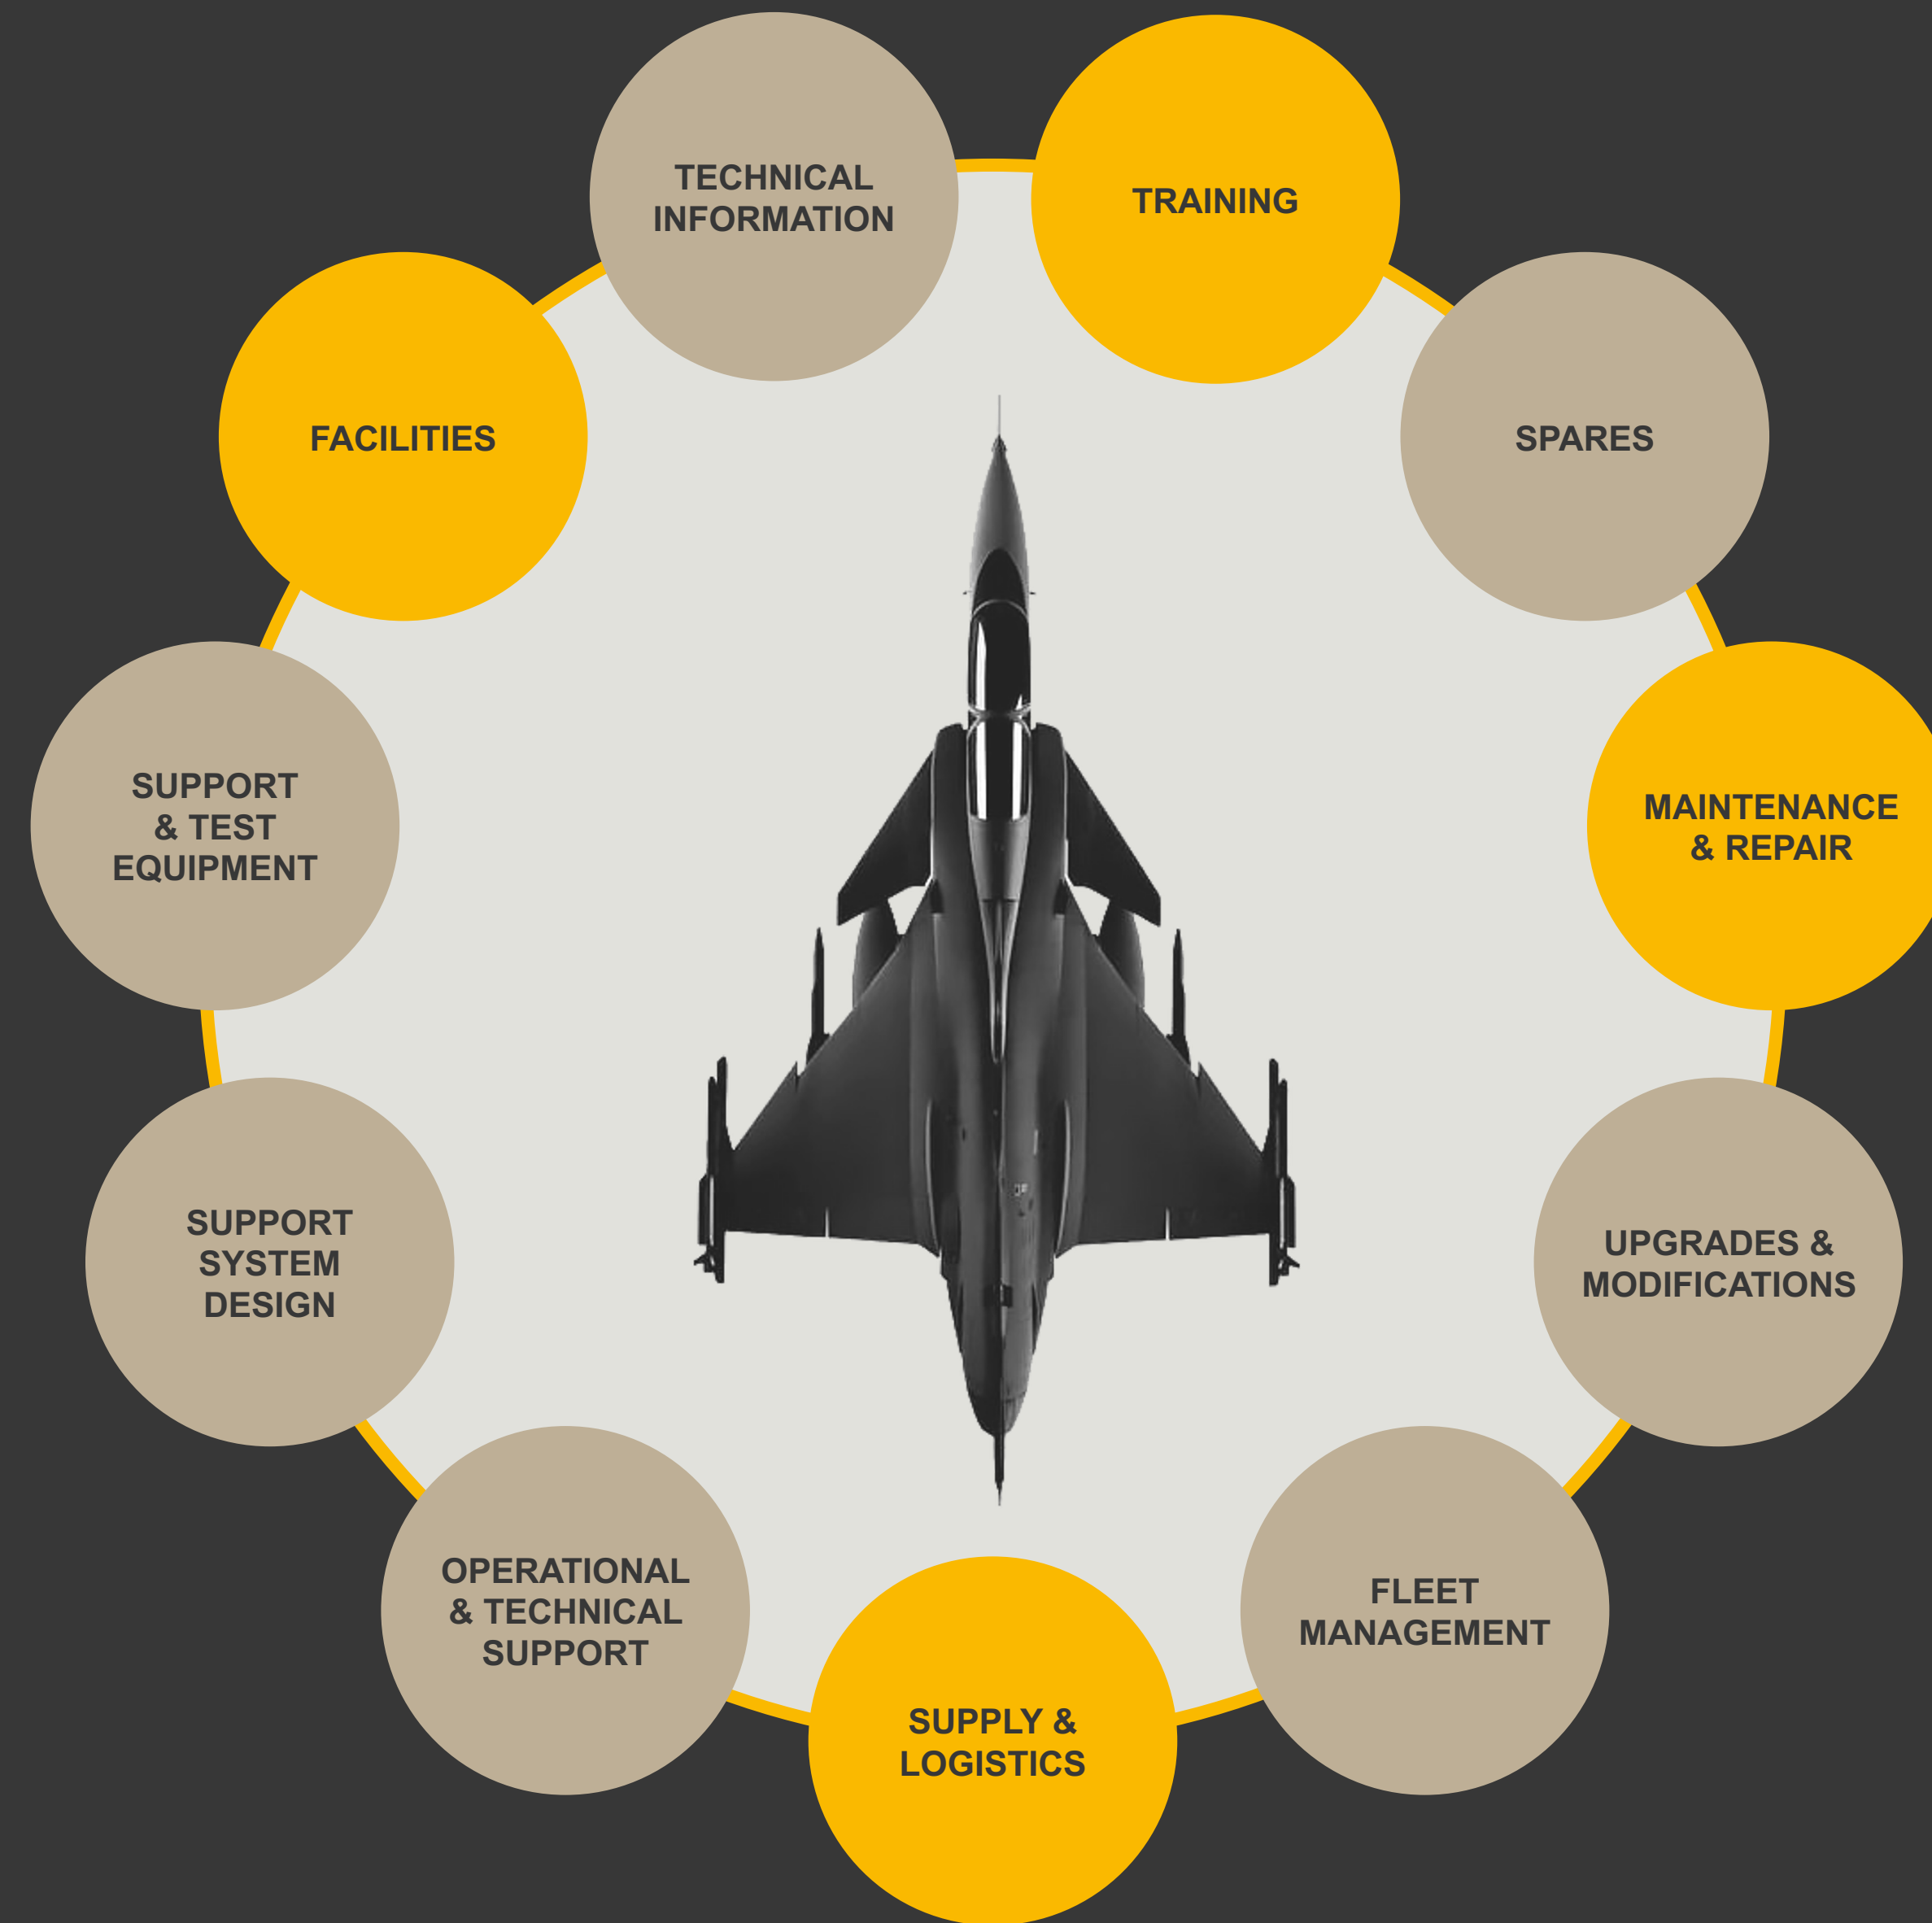 TECHNICAL
INFORMATION
TRAINING
FACILITIES
SPARES
SUPPORT
& TEST
EQUIPMENT
MAINTENANCE
& REPAIR
SUPPORT
SYSTEM
DESIGN
UPGRADES &
MODIFICATIONS
OPERATIONAL
& TECHNICAL
SUPPORT
FLEET
MANAGEMENT
SUPPLY &
LOGISTICS